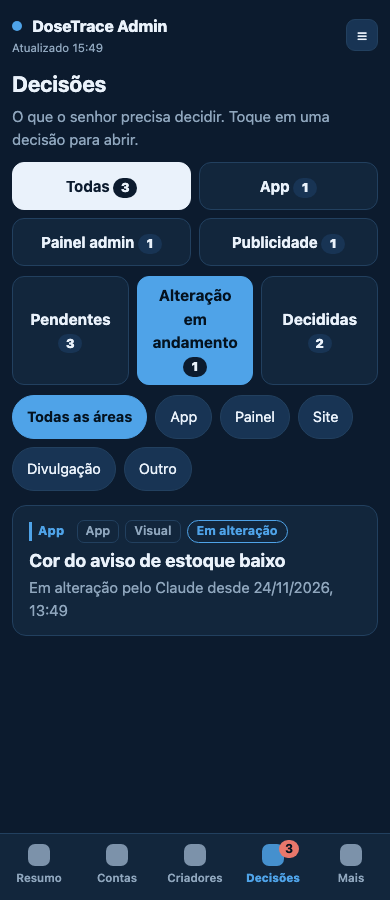 DoseTrace Admin
Atualizado 15:49
≡
Decisões
O que o senhor precisa decidir. Toque em uma
decisão para abrir.
Todas 3
App 1
Painel admin 1
Publicidade 1
Pendentes
3
Alteração
em
andamento
1
Decididas
2
Todas as áreas
App
Painel
Site
Divulgação
Outro
App App Visual Em alteração
Cor do aviso de estoque baixo
Em alteração pelo Claude desde 24/11/2026,
13:49
3
Resumo
Contas
Criadores
Decisões
Mais